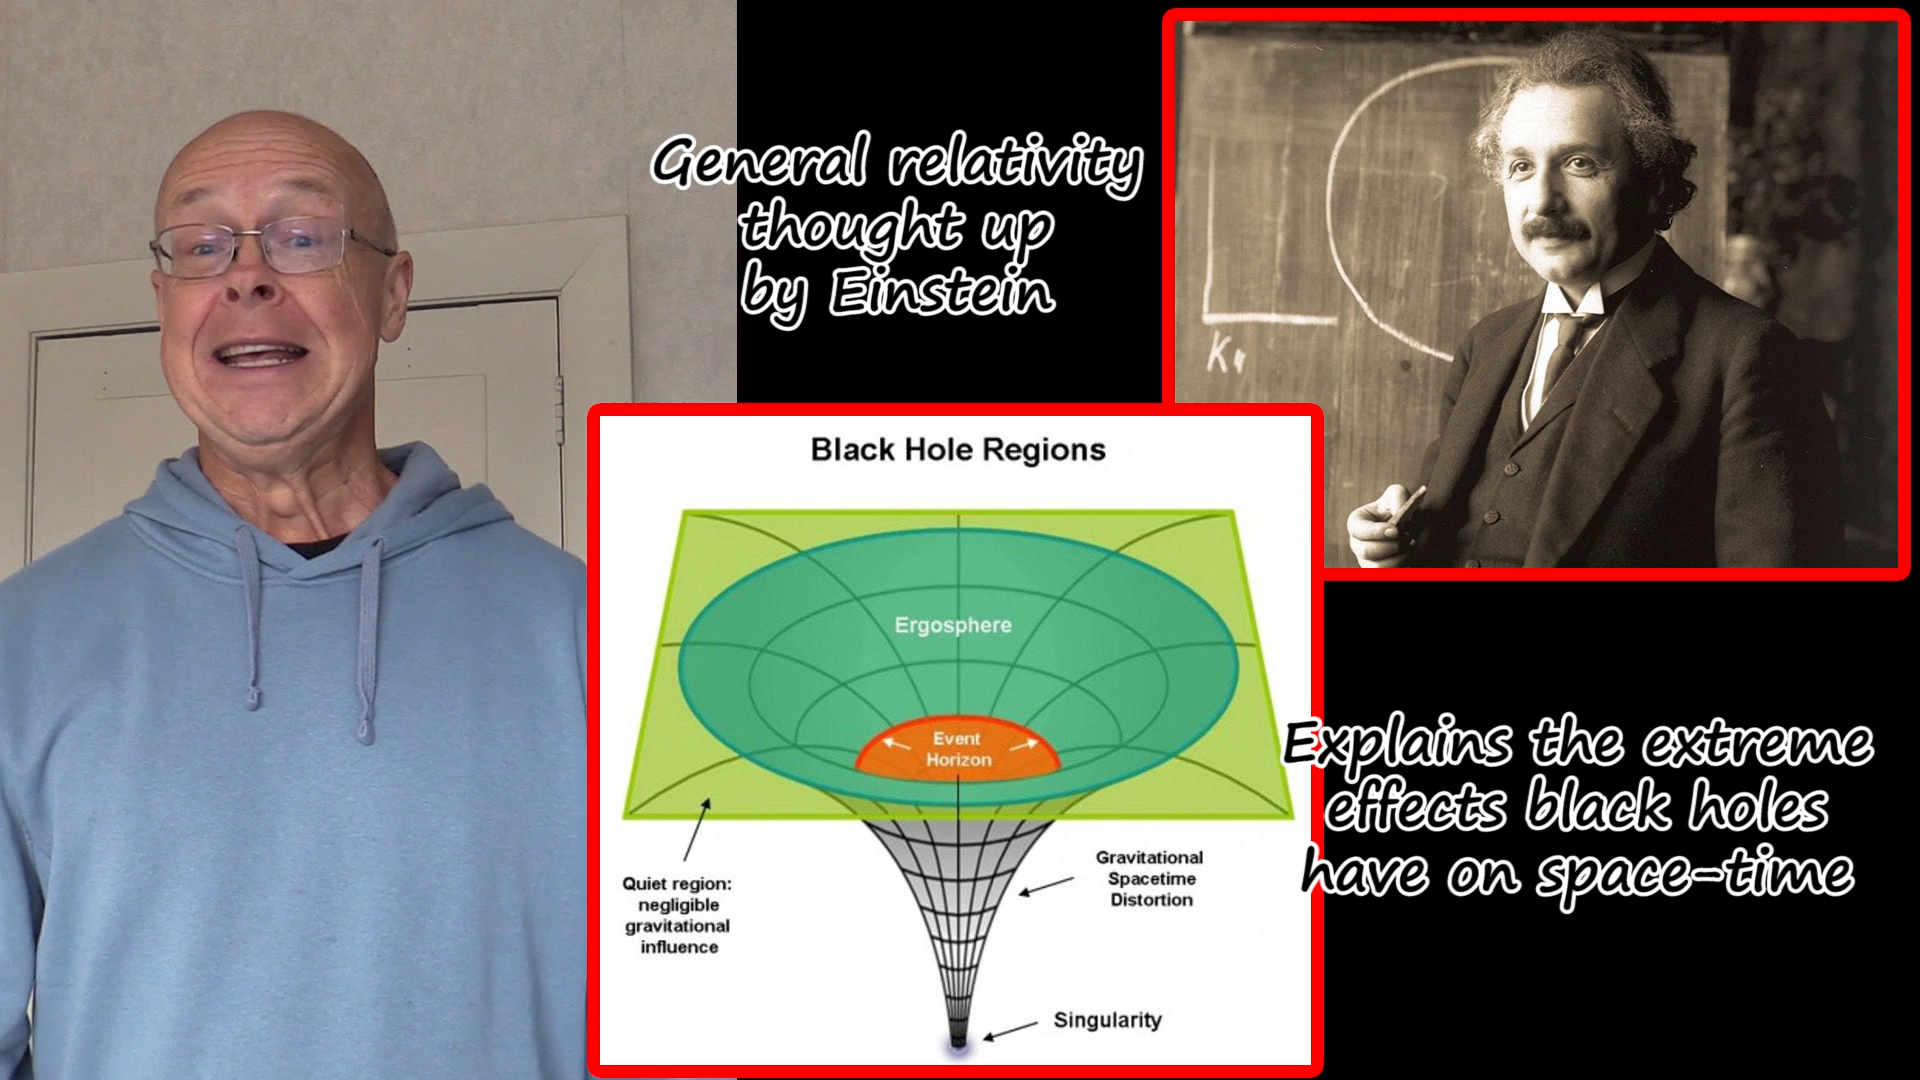 General relativity
thought up
by Einstein
K
Black Hole Regions
Ergosphere
Event
Horizon
Quiet region:
negligible
gravitational
influence
Gravitational
Spacetime
Distortion
Singularity
Explains the extreme
effects black holes
have on space-time